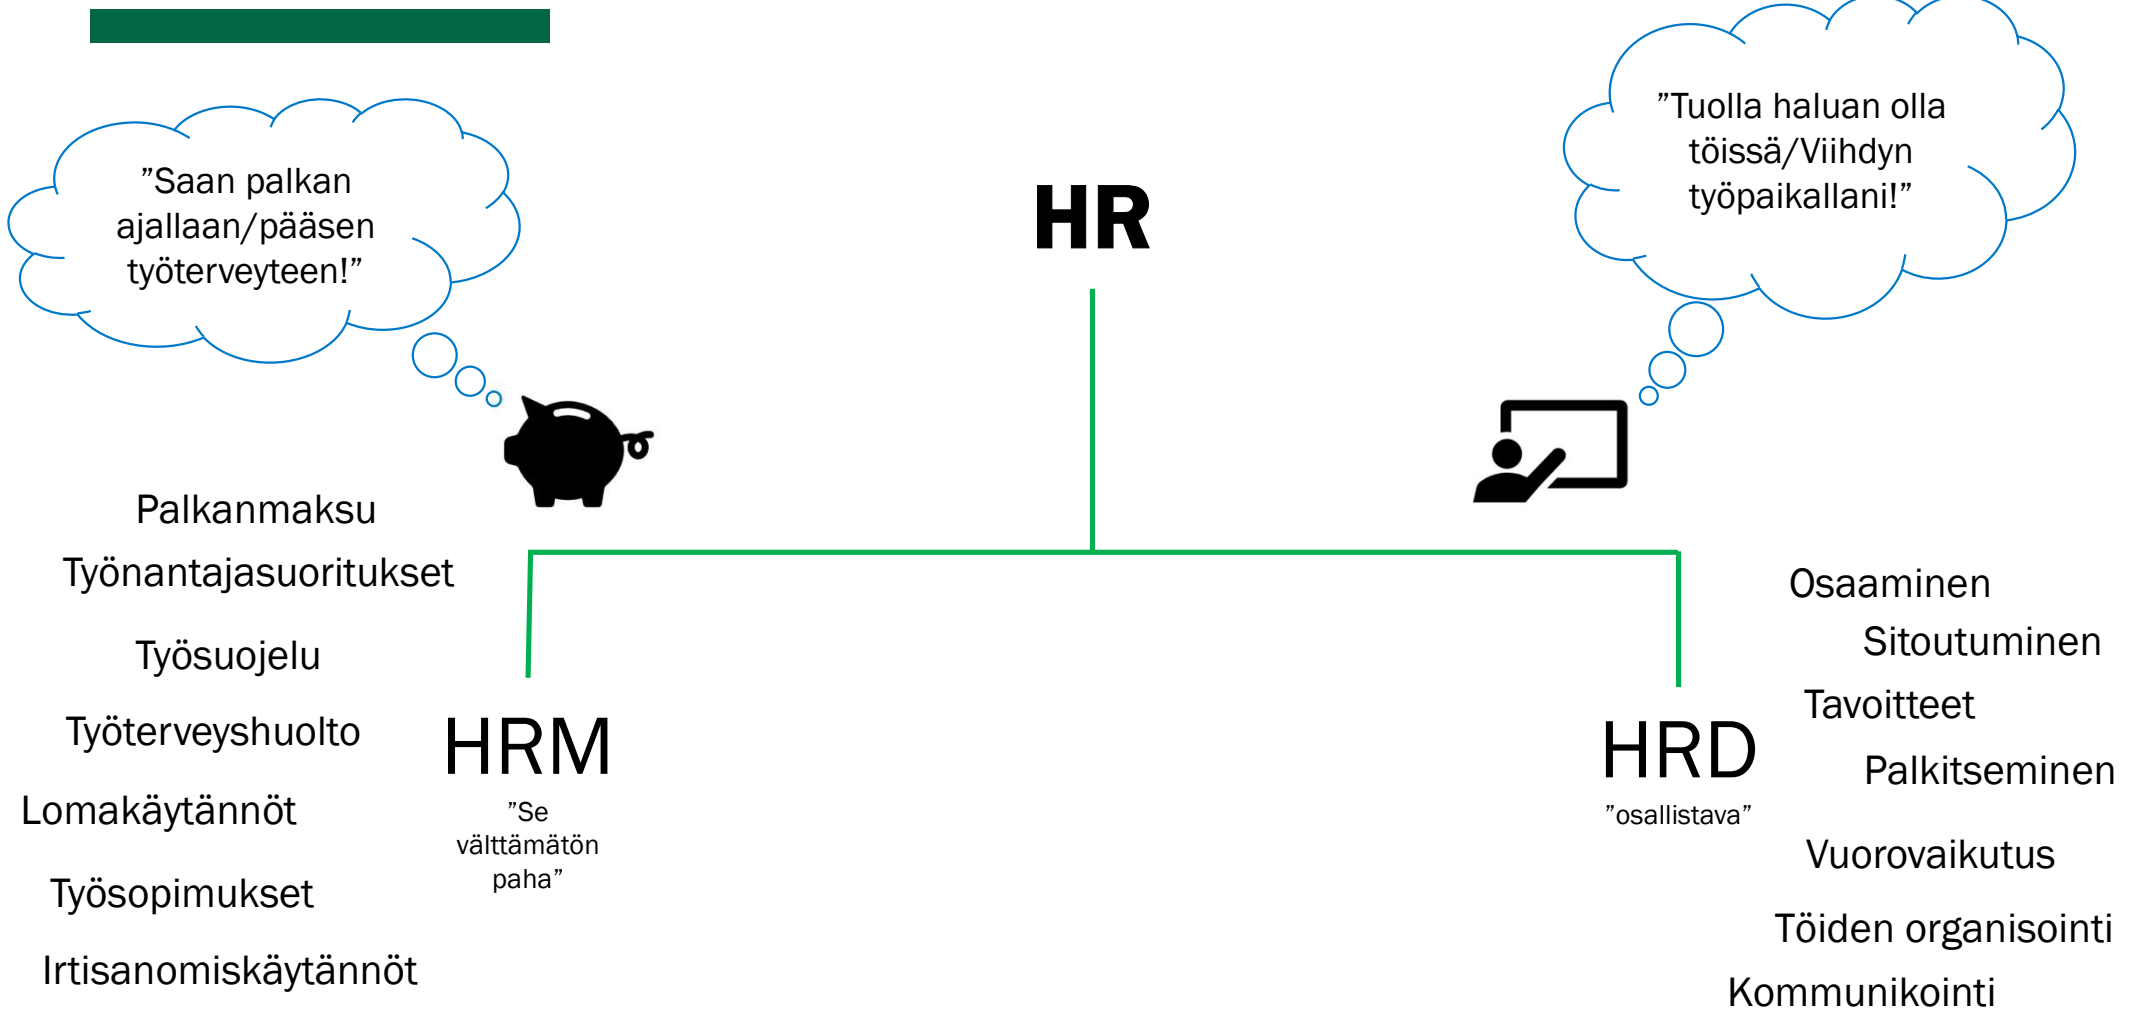 ”Saan palkan
ajallaan/pääsen
työterveyteen!”
HR
”Tuolla haluan olla
töissä/Viihdyn
työpaikallani!”
Palkanmaksu
Työnantajasuoritukset
Työsuojelu
Työterveyshuolto
Lomakäytännöt
Työsopimukset
Irtisanomiskäytännöt
HRM
”Se
välttämätön
paha”
HRD
”osallistava”
Osaaminen
Sitoutuminen
Tavoitteet
Palkitseminen
Vuorovaikutus
Töiden organisointi
Kommunikointi